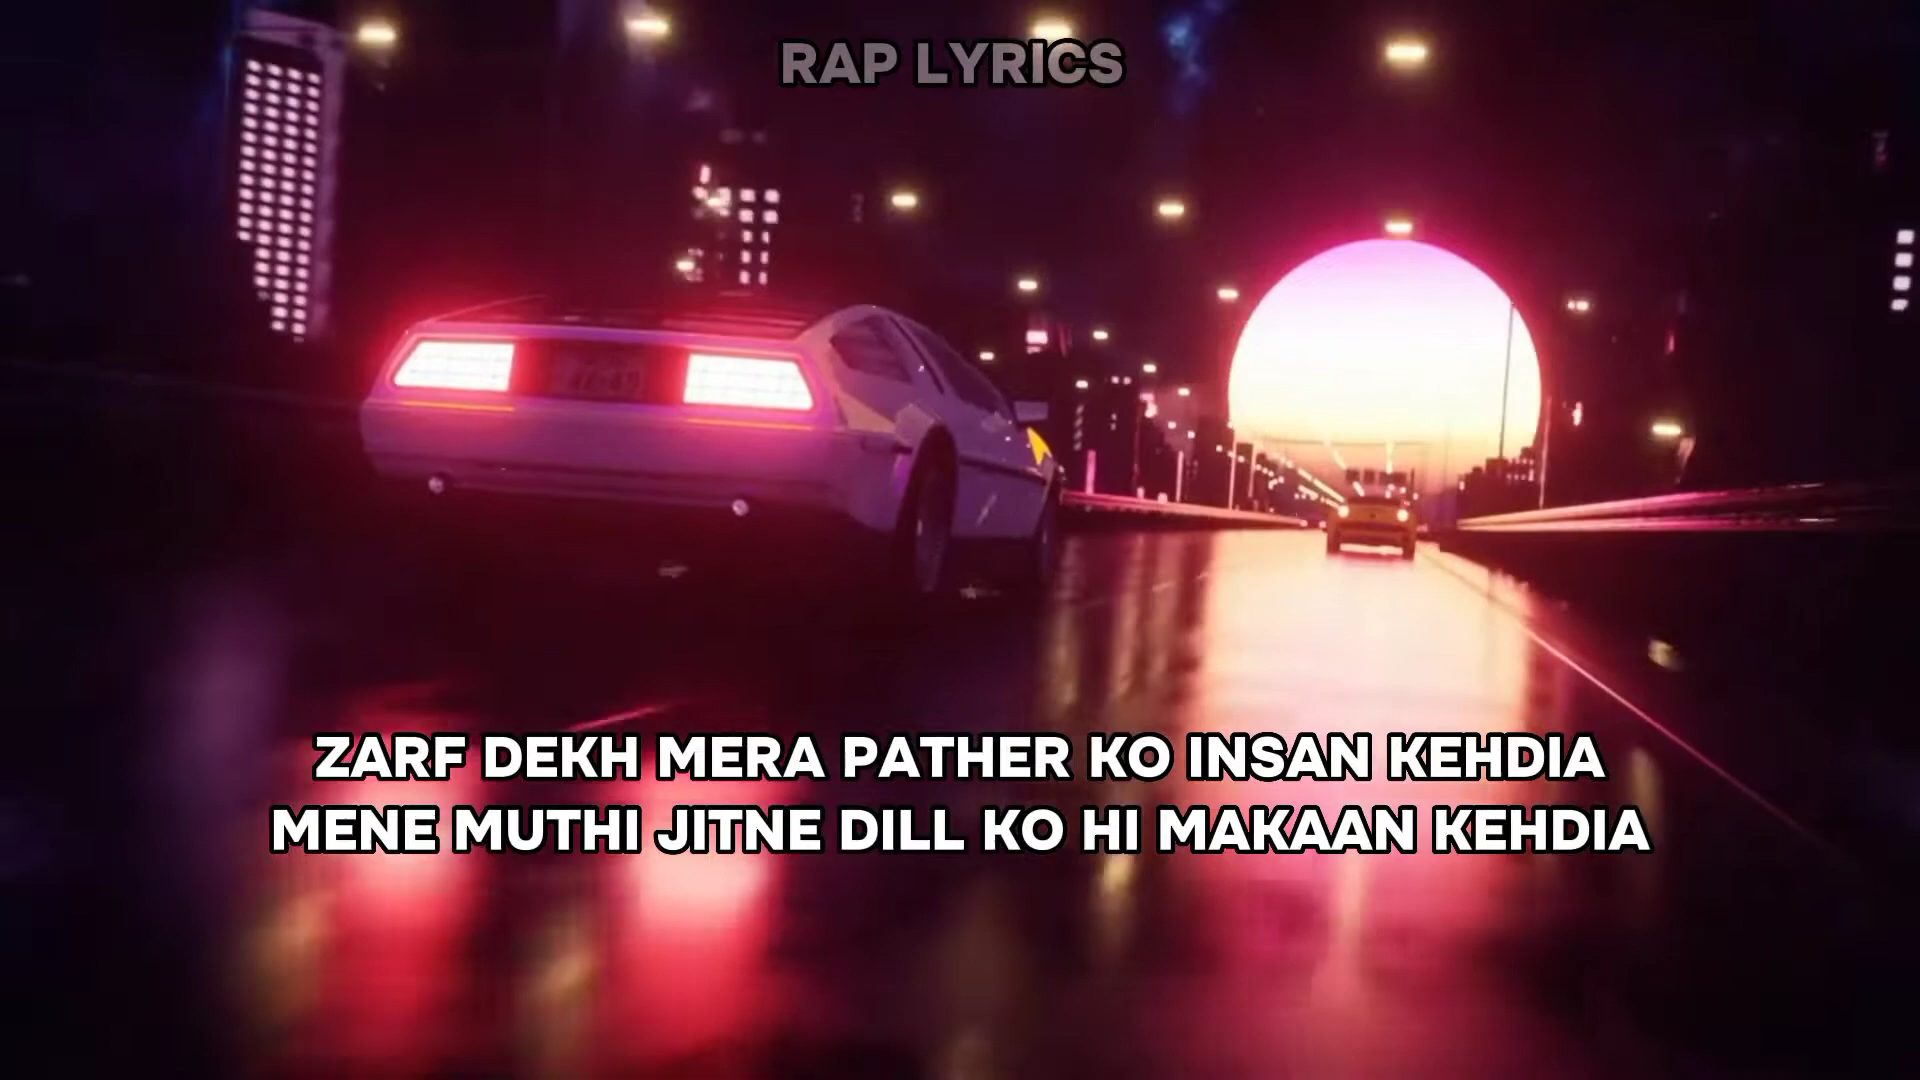 RAP LYRICS
ZARF DEKH MERA PATHER KO INSAN KEHDIA
MENE MUTHI JITNE DILL KO HI MAKAAN KEHDIA